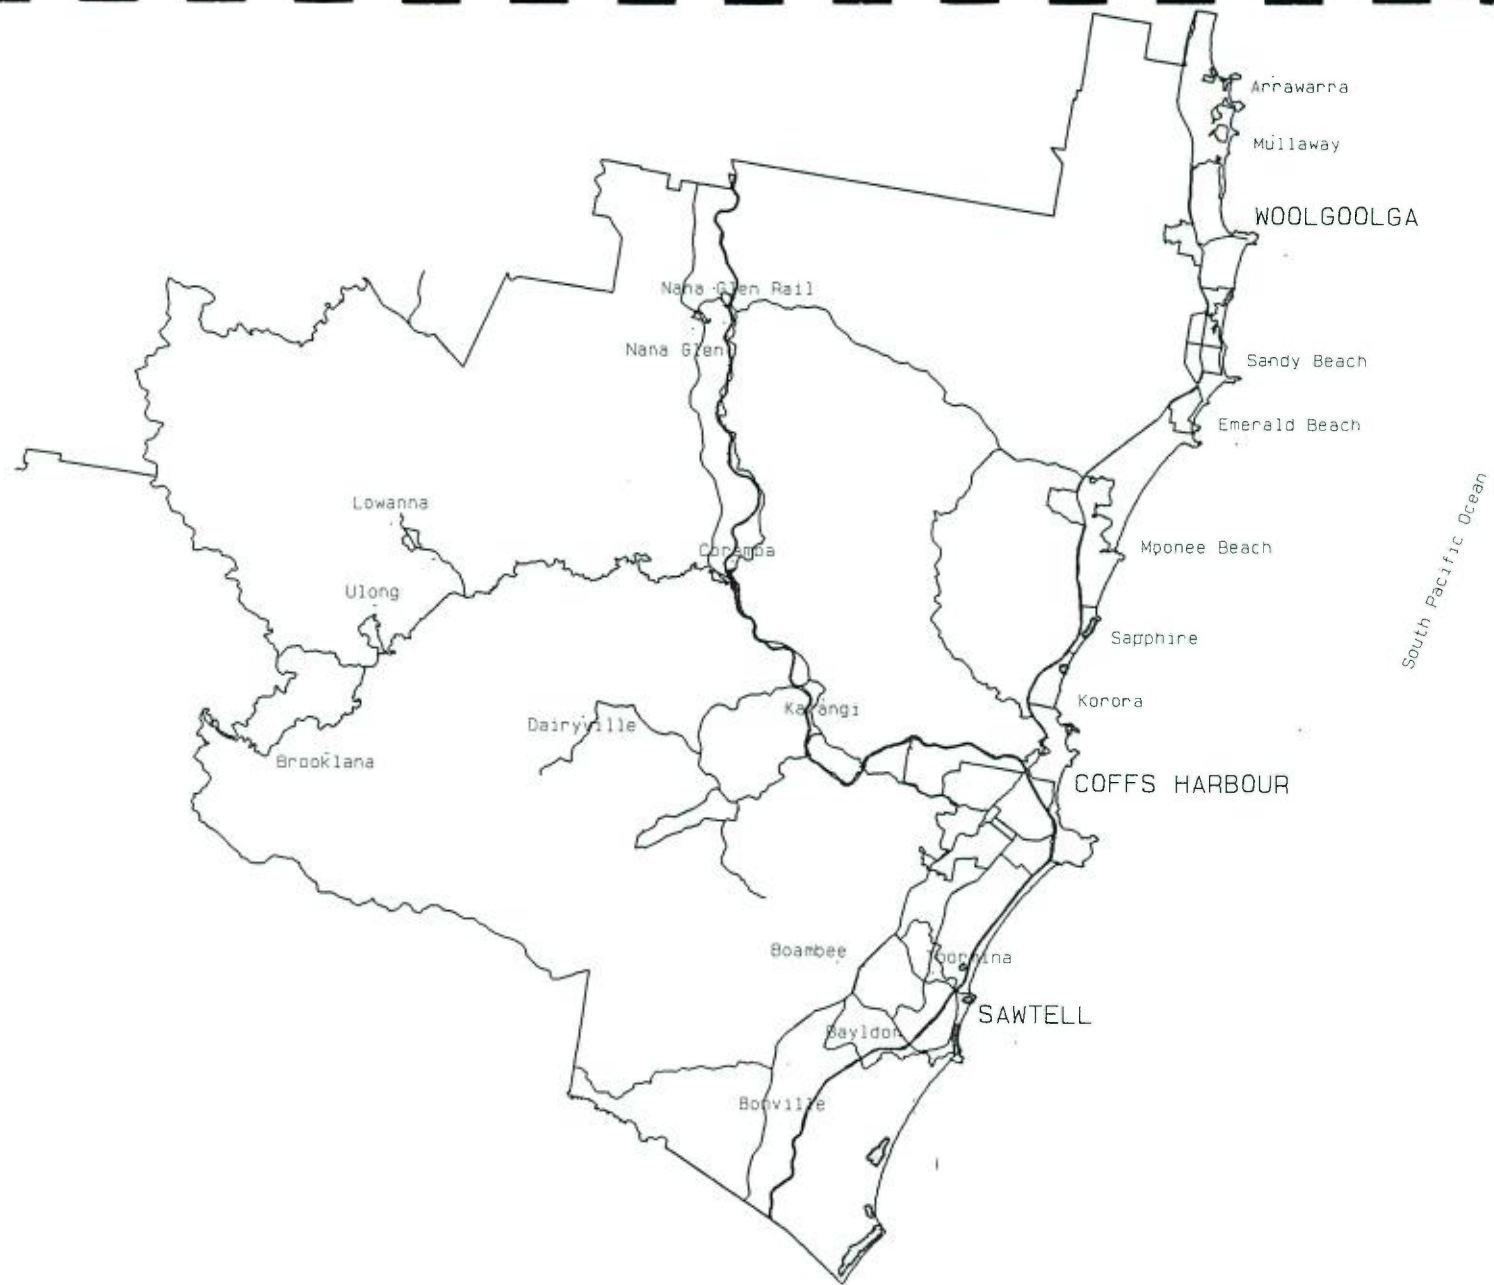 Arrawarra
Mullaway
WOOLGOOLGA
Nana Glen Rail
Nana Glen
Sandy Beach
Emerald Beach
Lowanna
Coramba
Moonee Beach
South Pacific Ocean
Ulong
Sapphire
Korora
Karangi
Dairyville
Brooklana
COFFS HARBOUR
Boambee
Toormina
SAWTELL
Bayldon
Bonville